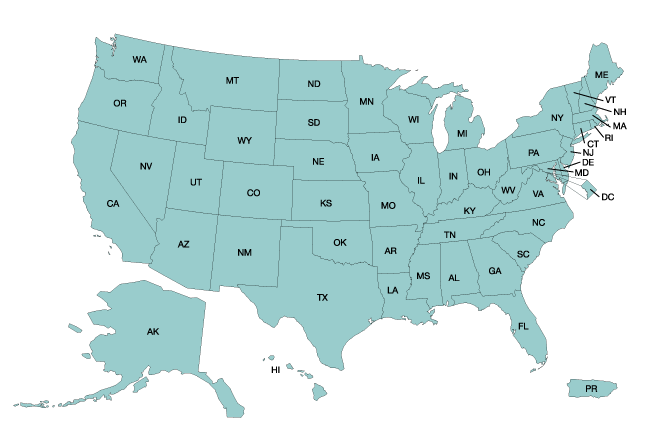 WA
MT
ND
MN
ME
OR
ID
SD
WI
MI
NY
VT
NH
MA
RI
CT
WY
NE
IA
PA
NJ
DE
MD
NV
UT
CO
KS
IL
IN
OH
WV
VA
DC
CA
MO
KY
AZ
NM
OK
AR
TN
NC
SC
TX
LA
MS
AL
GA
FL
AK
HI
PR